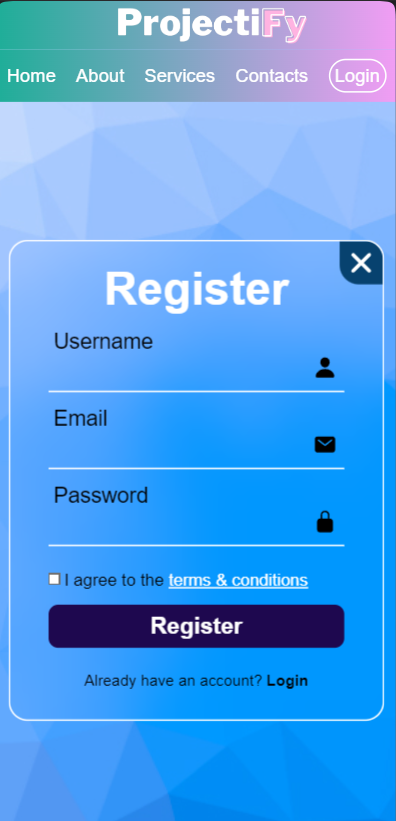 ProjectiFy
Home About Services Contacts Login
Register
Username
Email
Password
I agree to the terms & conditions
Register
Already have an account? Login